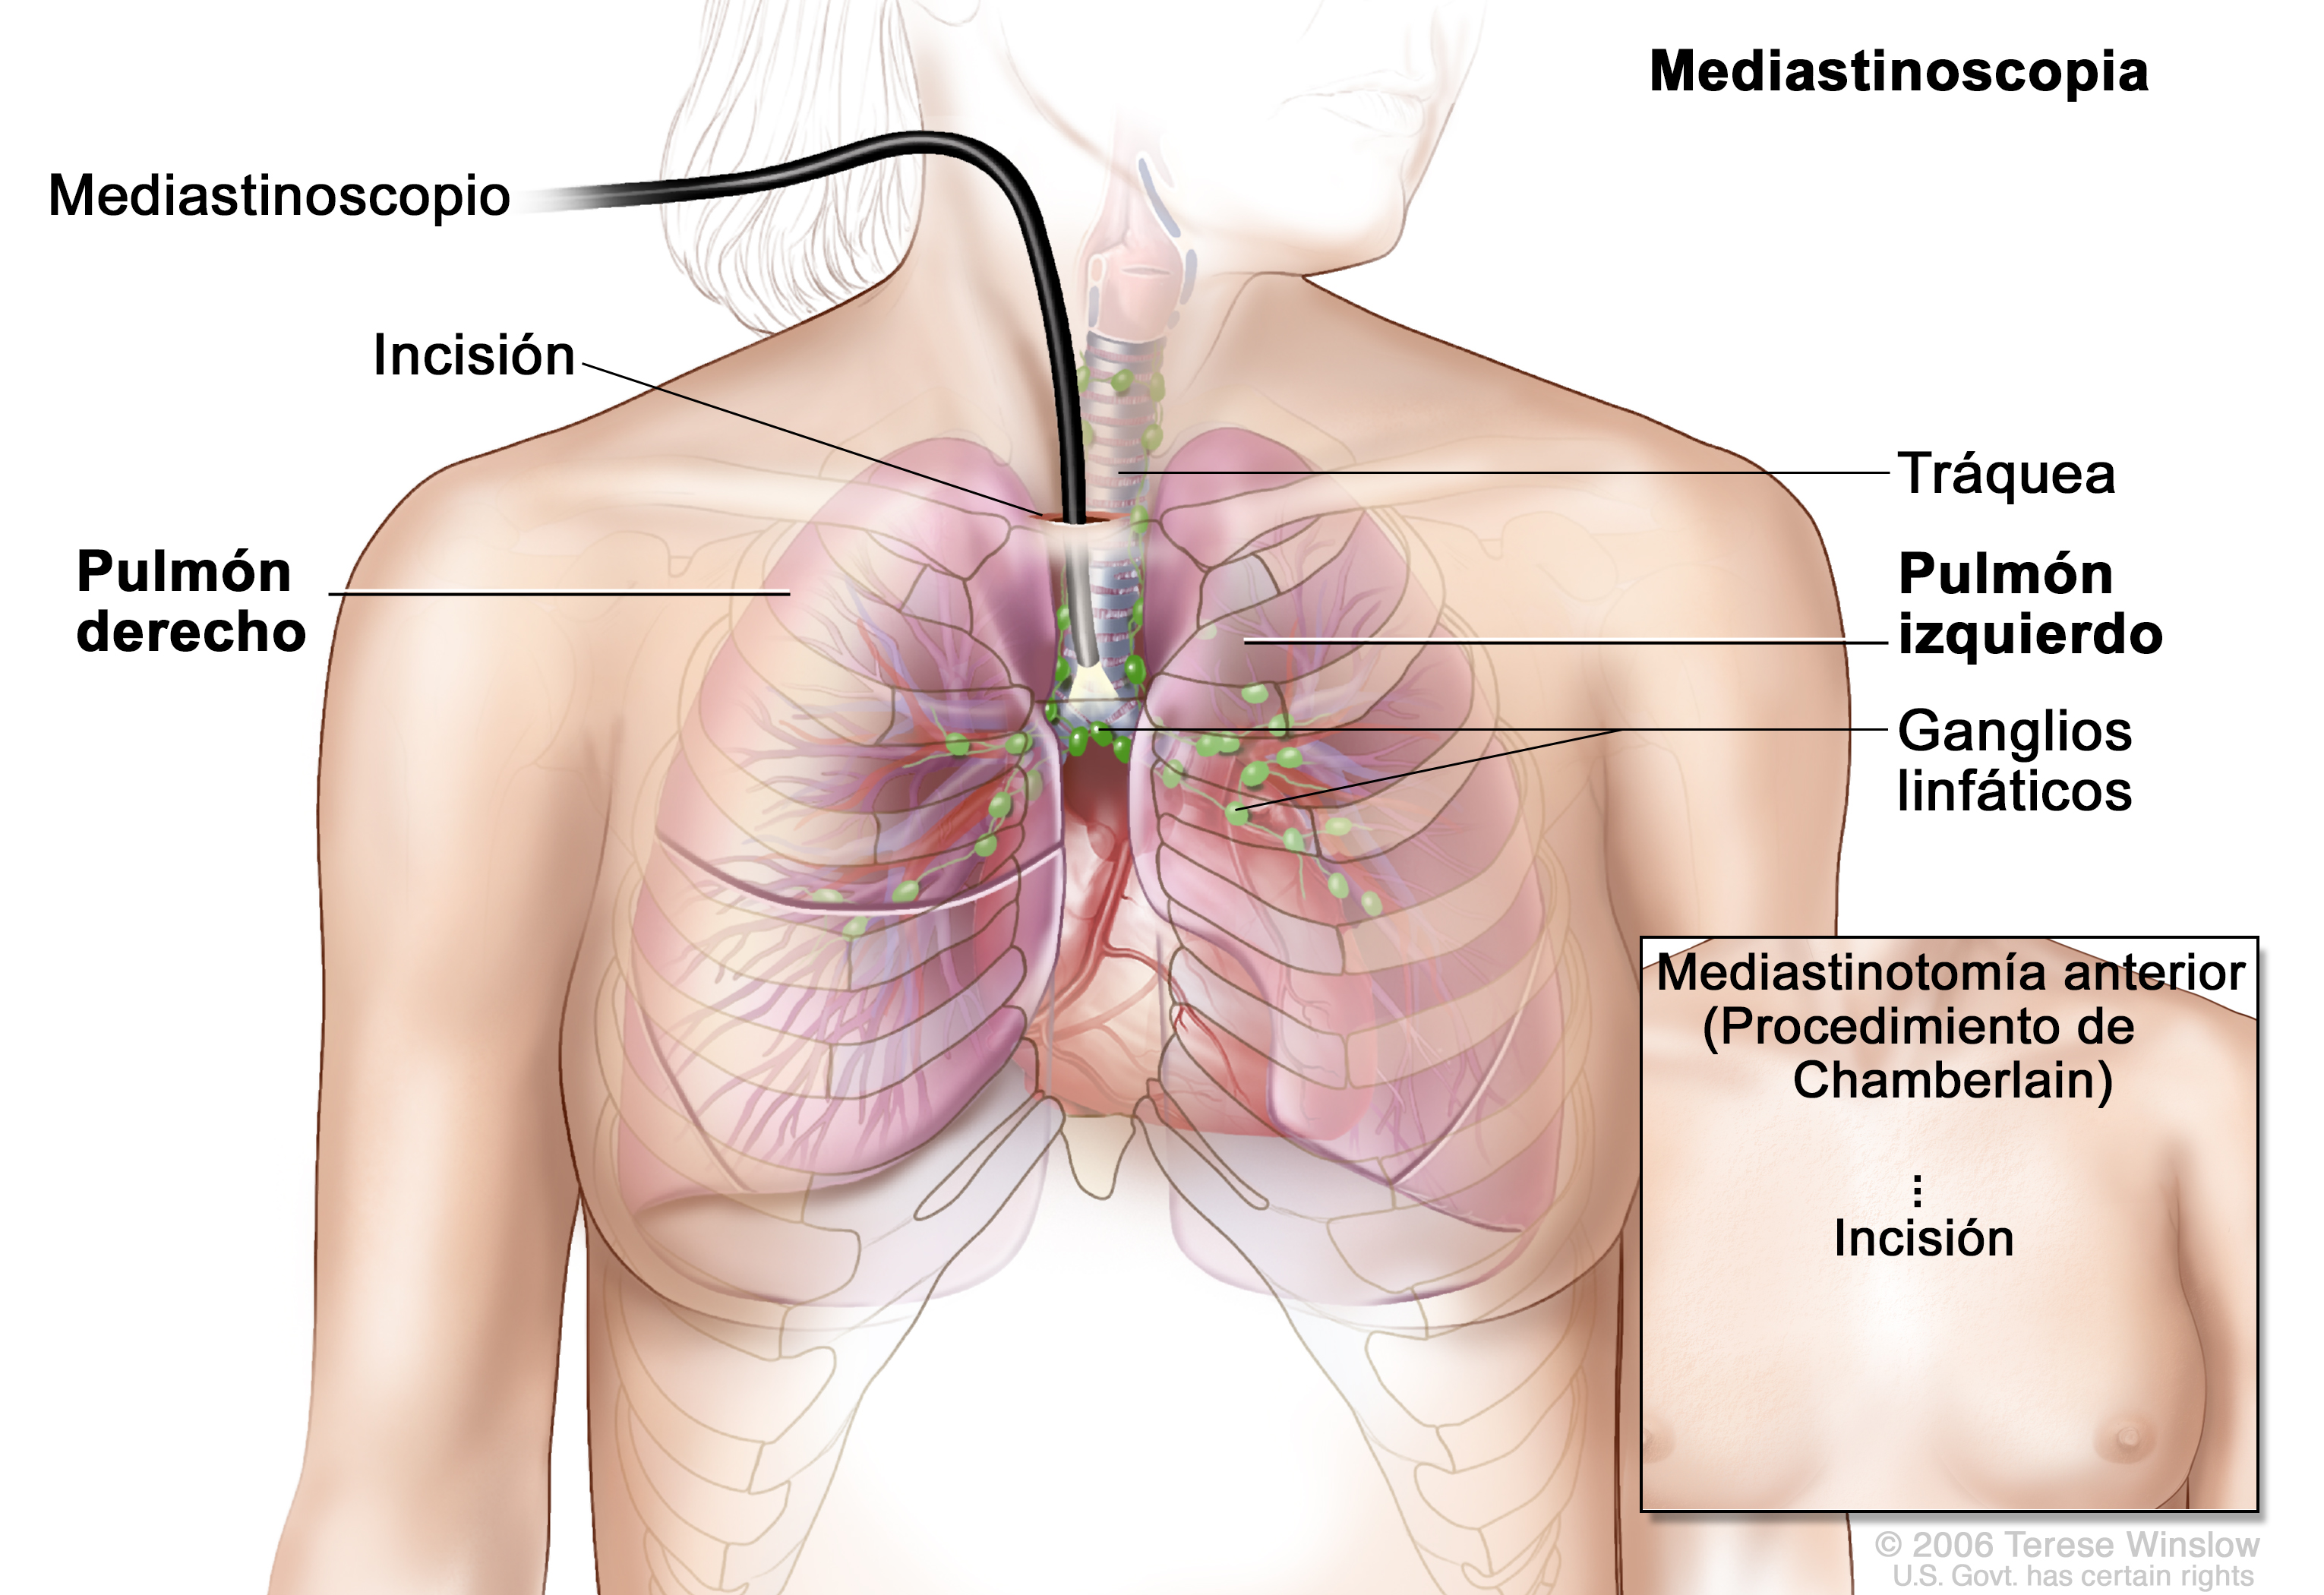 Mediastinoscopia
Mediastinoscopio
Incisión
Tráquea
Pulmón
derecho
Pulmón
izquierdo
Ganglios
linfáticos
Mediastinotomía anterior
(Procedimiento de
Chamberlain)
Incisión
© 2006 Terese Winslow
U.S. Govt. has certain rights